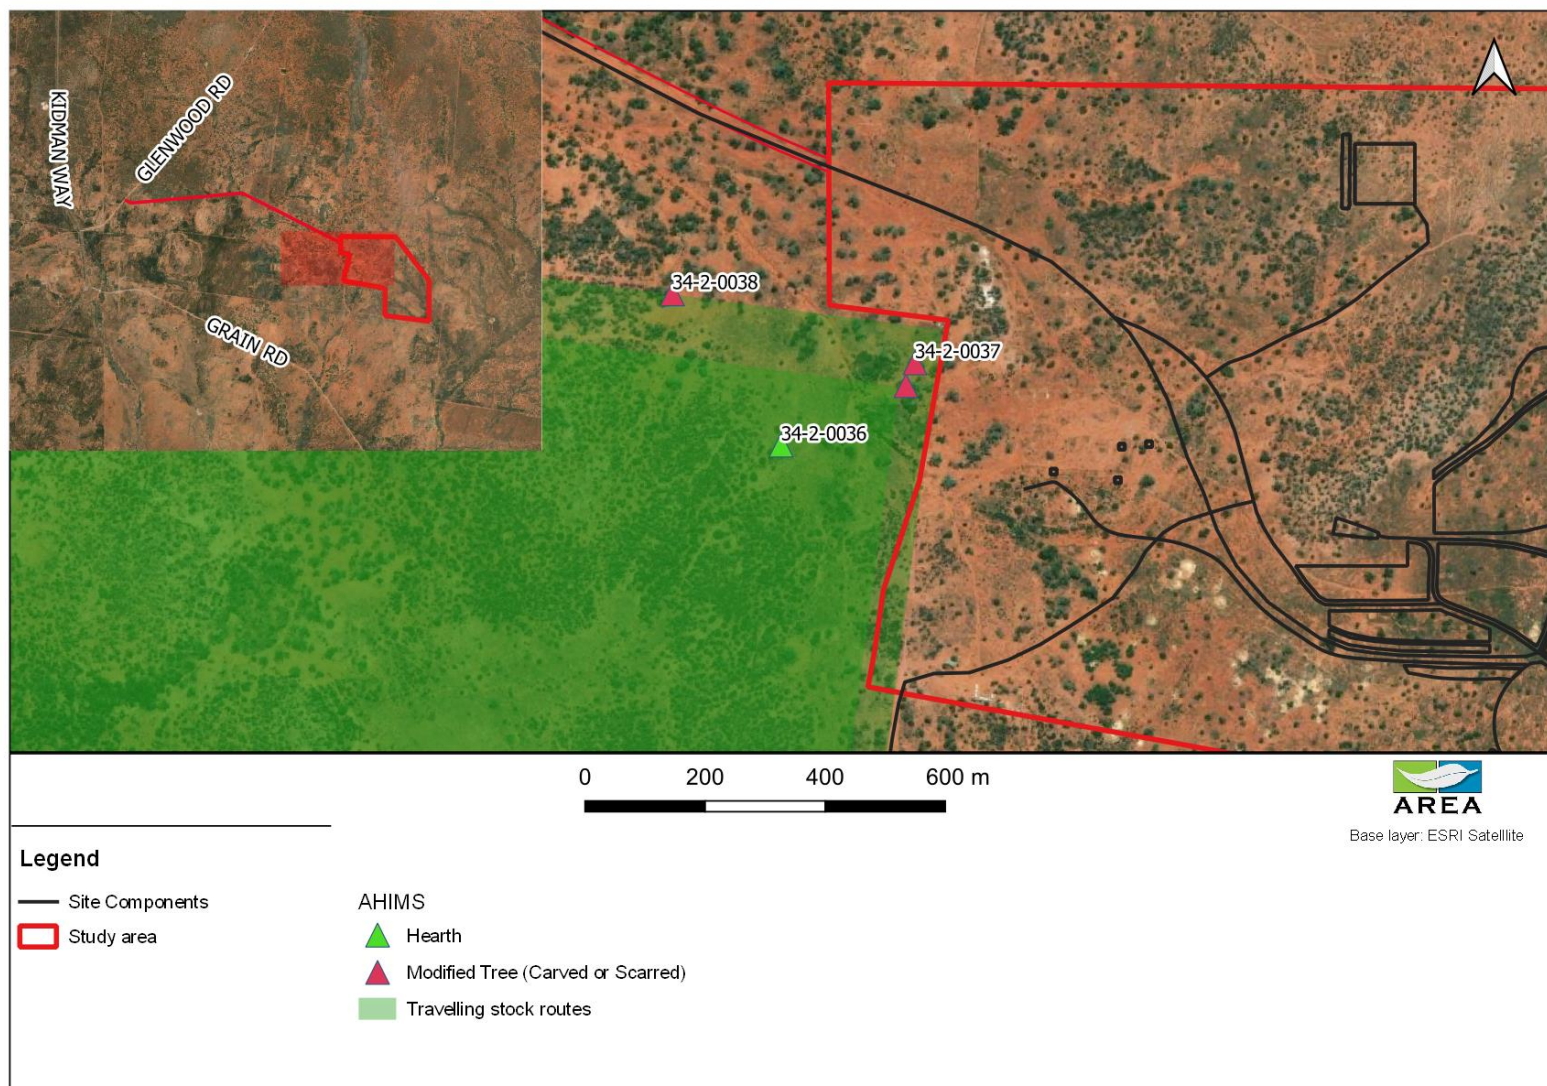 KIDMAN WAY
GLENWOOD RD
GRAIN RD
34-2-0038
34-2-0037
34-2-0036
0 200 400 600 m
AREA
Base layer: ESRI Satelllite
Legend
Site Components
Study area
AHIMS
Hearth
Modified Tree (Carved or Scarred)
Travelling stock routes